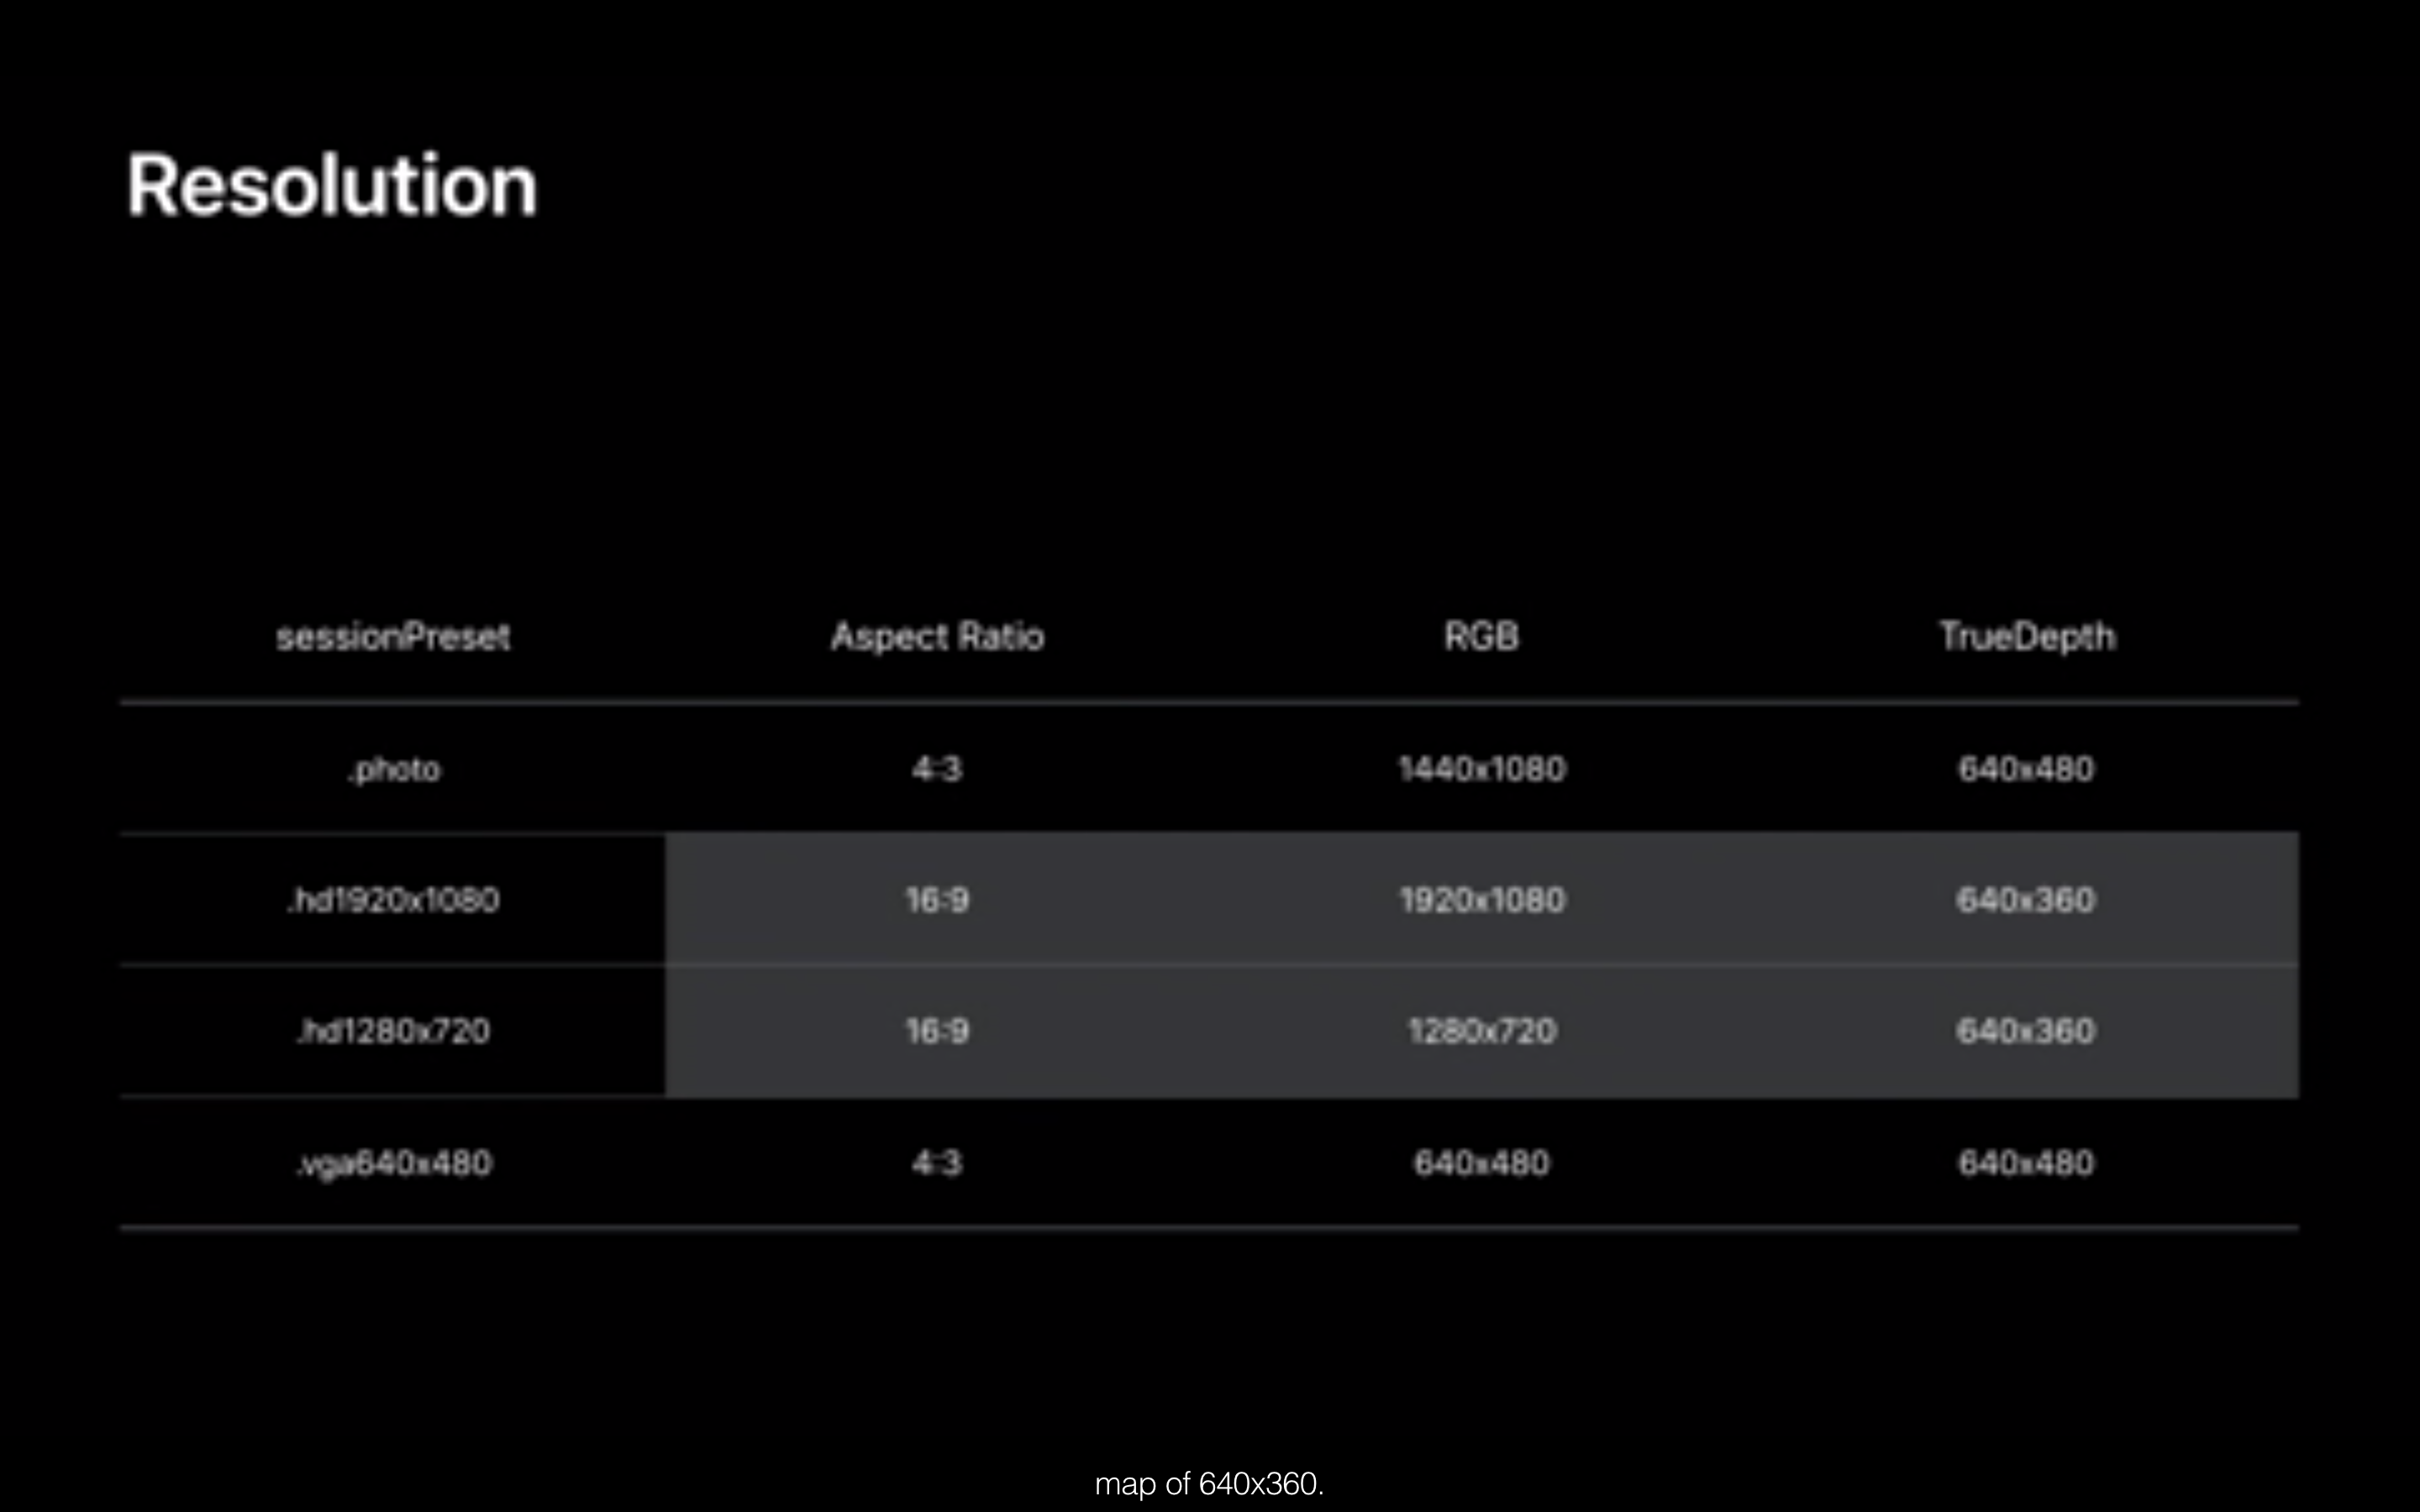 Resolution
sessionPreset Aspect Ratio RGB TrueDepth
.photo 4:3 1440x1080 640x480
.hd1920x1080 16:9 1920x1080 640x360
.hd1280x720 16:9 1280x720 640x360
.vga640x480 4:3 640x480 640x480
map of 640x360.